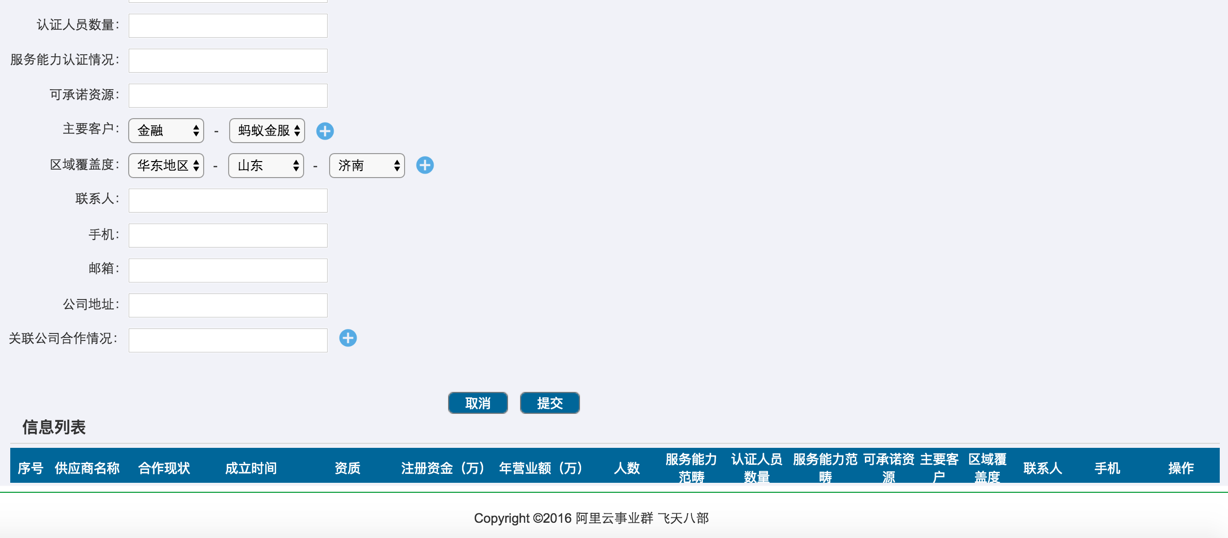 认证人员数量：
服务能力认证情况：
可承诺资源：
主要客户： 金融 - 蚂蚁金服
区域覆盖度： 华东地区 - 山东 - 济南
联系人：
手机：
邮箱：
公司地址：
关联公司合作情况：
取消 提交
信息列表
序号 供应商名称 合作现状 成立时间 资质 注册资金（万） 年营业额（万） 人数 服务能力范畴 认证人员数量 服务能力范畴 可承诺资源 主要客户 区域覆盖度 联系人 手机 操作
Copyright ©2016 阿里云事业群 飞天八部